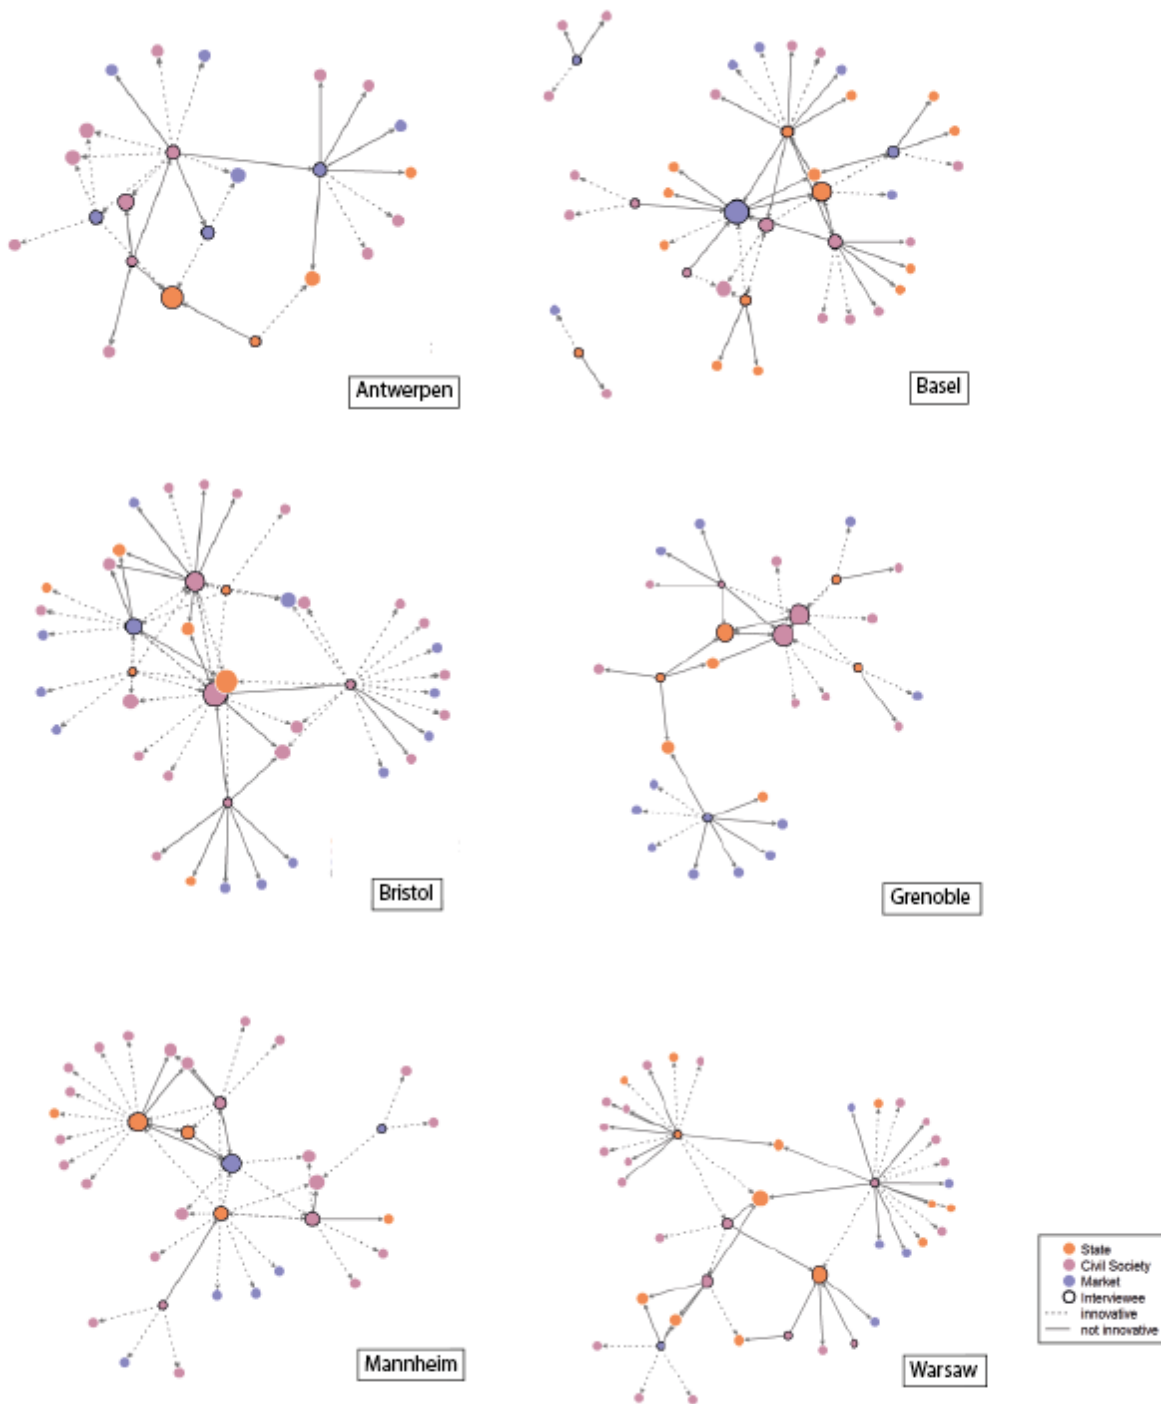 Antwerpen
Basel
Bristol
Grenoble
Mannheim
Warsaw
State
Civil Society
Market
Interviewee
innovative
not innovative